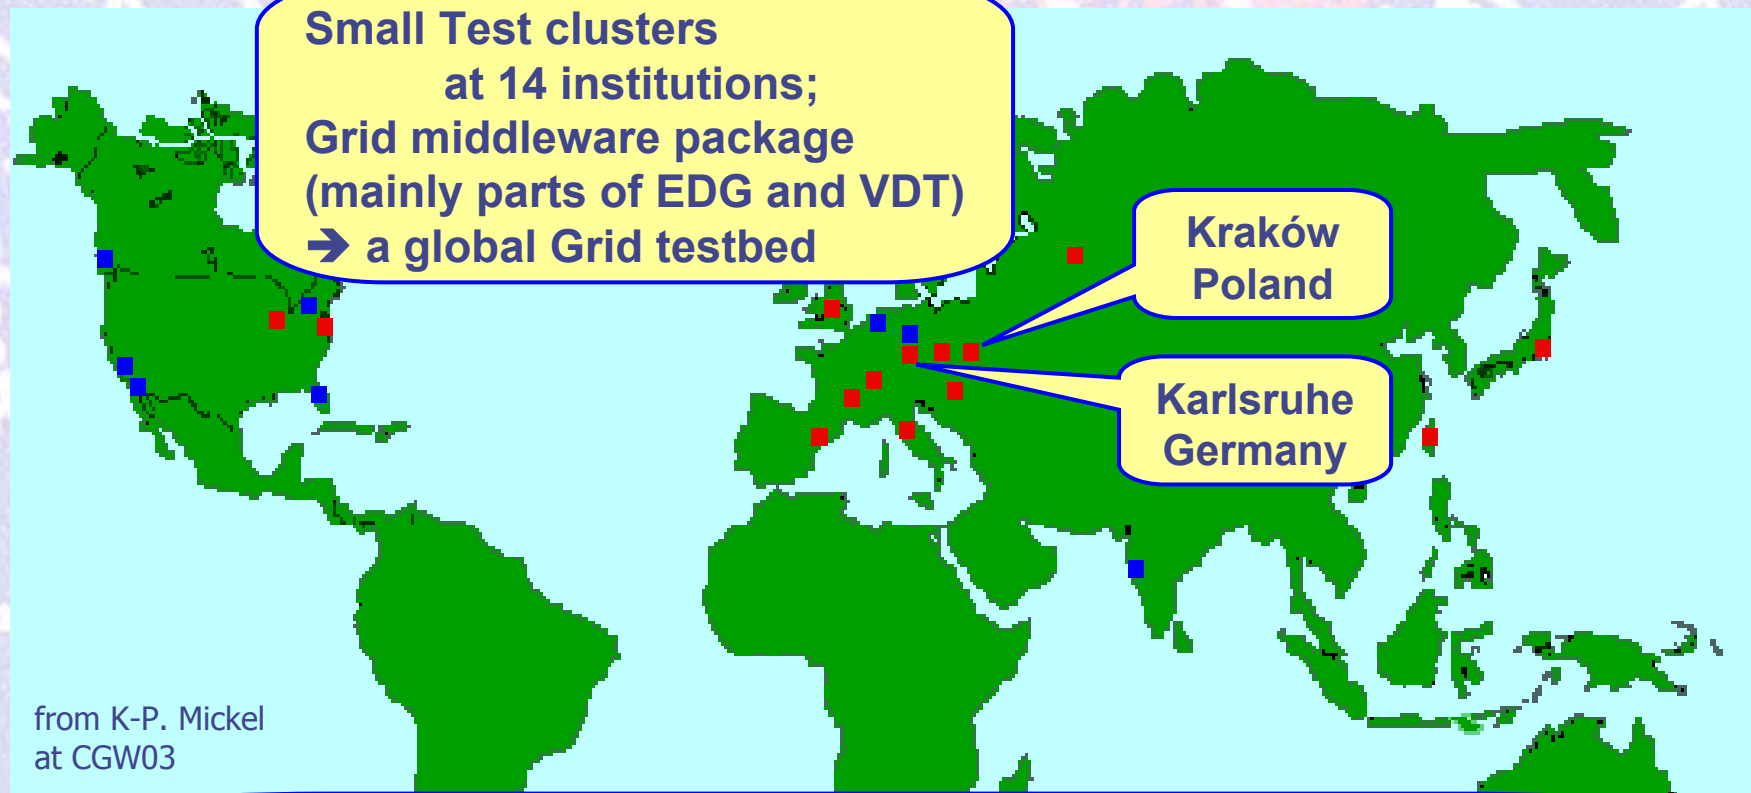 Small Test clusters
at 14 institutions;
Grid middleware package
(mainly parts of EDG and VDT)
➔ a global Grid testbed
Kraków
Poland
Karlsruhe
Germany
from K-P. Mickel
at CGW03